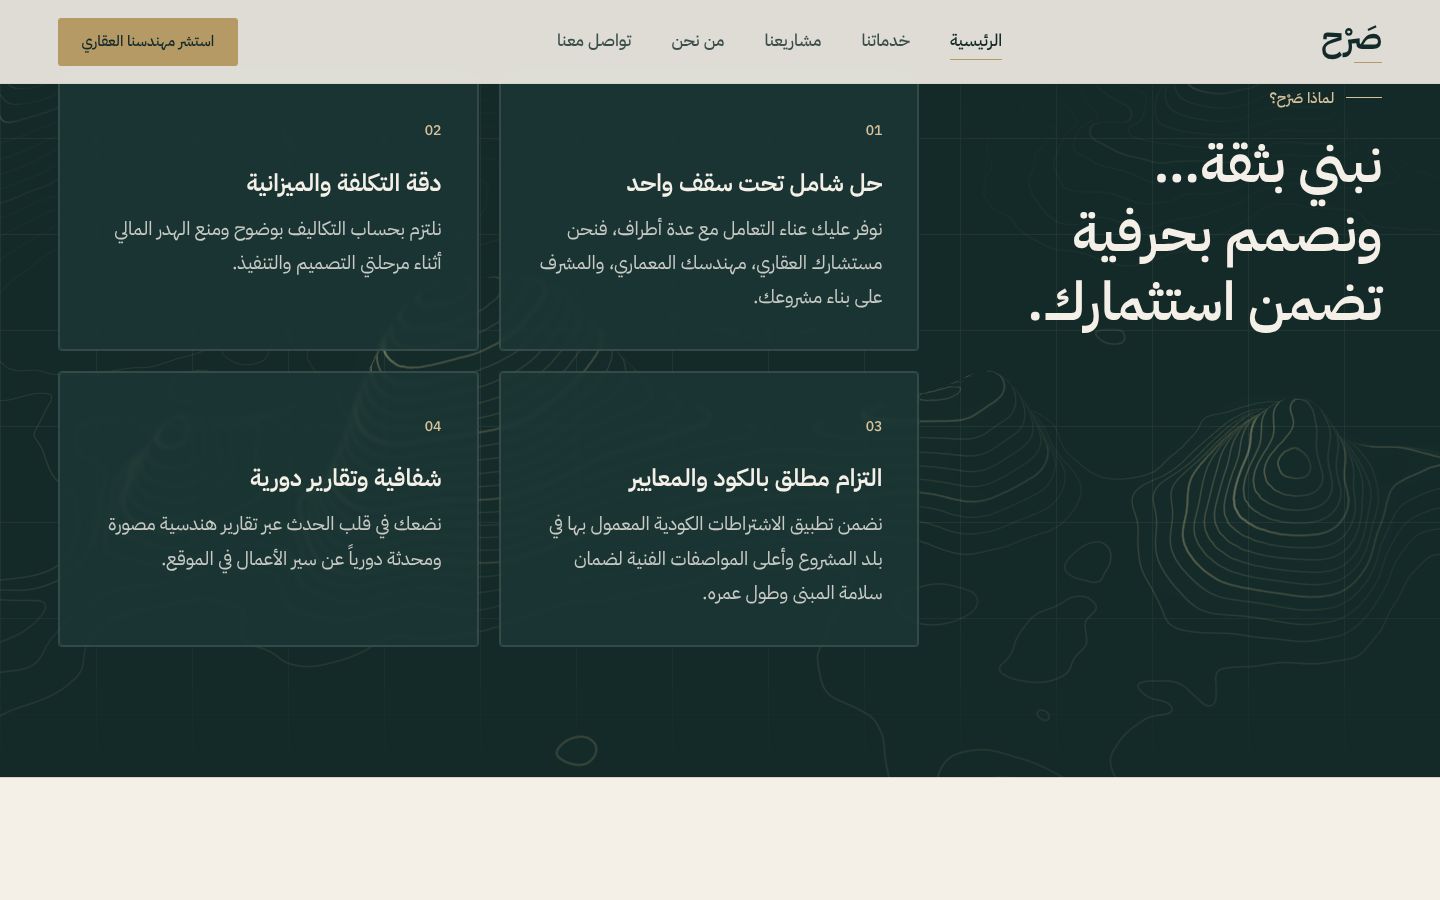 صَرْح
الرئيسية
خدماتنا
مشاريعنا
من نحن
تواصل معنا
استشر مهندسنا العقاري
لماذا صَرْح؟
نبني بثقة...
ونصمم بحرفية
تضمن استثمارك.
01
حل شامل تحت سقف واحد
نوفر عليك عناء التعامل مع عدة أطراف، فنحن
مستشارك العقاري، مهندسك المعماري، والمشرف
على بناء مشروعك.
02
دقة التكلفة والميزانية
نلتزم بحساب التكاليف بوضوح ومنع الهدر المالي
أثناء مرحلتي التصميم والتنفيذ.
03
التزام مطلق بالكود والمعايير
نضمن تطبيق الاشتراطات الكودية المعمول بها في
بلد المشروع وأعلى المواصفات الفنية لضمان
سلامة المبنى وطول عمره.
04
شفافية وتقارير دورية
نضعك في قلب الحدث عبر تقارير هندسية مصورة
ومحدثة دورياً عن سير الأعمال في الموقع.